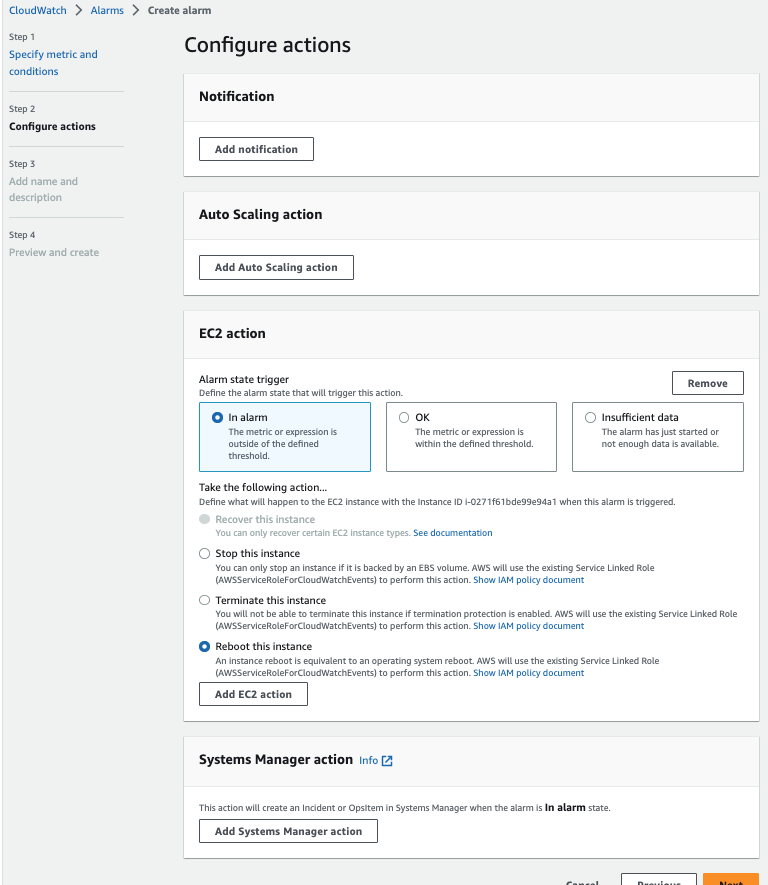 CloudWatch > Alarms > Create alarm
Step 1
Specify metric and
conditions
Step 2
Configure actions
Step 3
Add name and
description
Step 4
Preview and create
Configure actions
Notification
Add notification
Auto Scaling action
Add Auto Scaling action
EC2 action
Alarm state trigger
Define the alarm state that will trigger this action.
Remove
In alarm
The metric or expression is
outside of the defined
threshold.
OK
The metric or expression is
within the defined threshold.
Insufficient data
The alarm has just started or
not enough data is available.
Take the following action...
Define what will happen to the EC2 instance with the Instance ID i-0271f61bde99e94a1 when this alarm is triggered.
Recover this instance
You can only recover certain EC2 instance types. See documentation
Stop this instance
You can only stop an instance if it is backed by an EBS volume. AWS will use the existing Service Linked Role
(AWSServiceRoleForCloudWatchEvents) to perform this action. Show IAM policy document
Terminate this instance
You will not be able to terminate this instance if termination protection is enabled. AWS will use the existing Service Linked Role
(AWSServiceRoleForCloudWatchEvents) to perform this action. Show IAM policy document
Reboot this instance
An instance reboot is equivalent to an operating system reboot. AWS will use the existing Service Linked Role
(AWSServiceRoleForCloudWatchEvents) to perform this action. Show IAM policy document
Add EC2 action
Systems Manager action Info
This action will create an Incident or OpsItem in Systems Manager when the alarm is In alarm state.
Add Systems Manager action
Cancel
Previous
Next